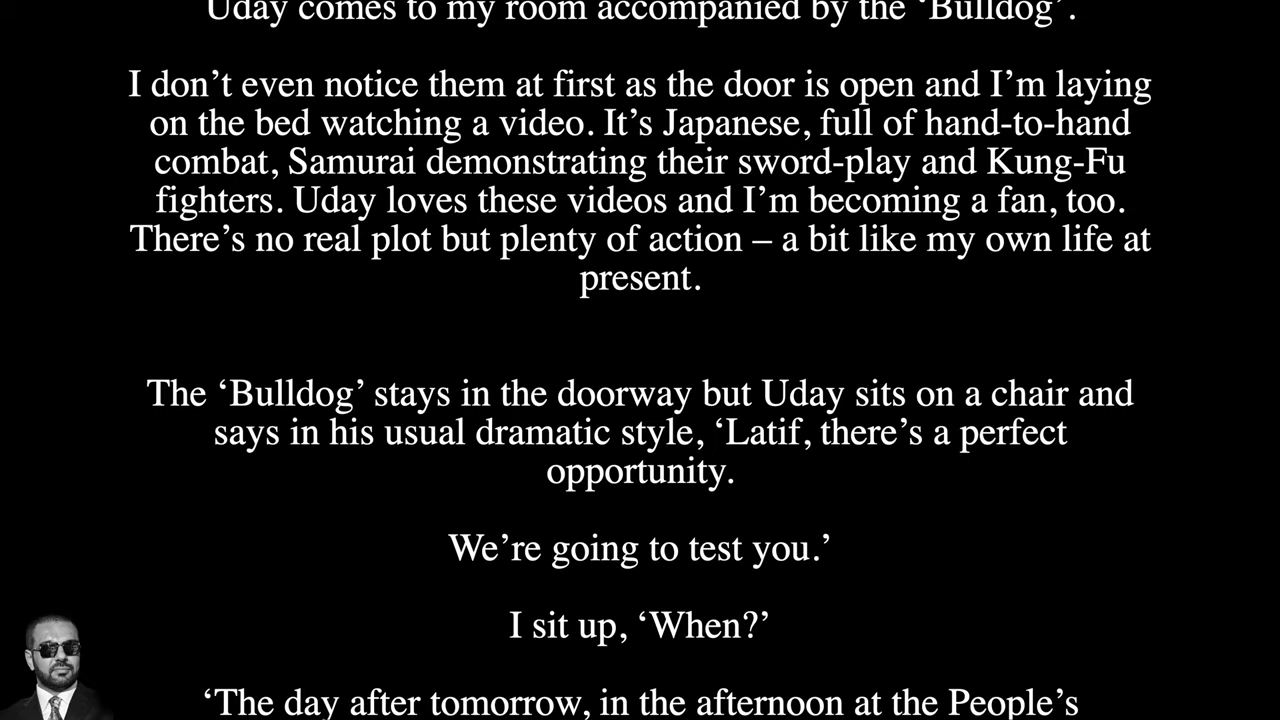 Uday comes to my room accompanied by the ‘Bulldog’.
I don’t even notice them at first as the door is open and I’m laying
on the bed watching a video. It’s Japanese, full of hand-to-hand
combat, Samurai demonstrating their sword-play and Kung-Fu
fighters. Uday loves these videos and I’m becoming a fan, too.
There’s no real plot but plenty of action – a bit like my own life at
present.
The ‘Bulldog’ stays in the doorway but Uday sits on a chair and
says in his usual dramatic style, ‘Latif, there’s a perfect
opportunity.
We’re going to test you.’
I sit up, ‘When?’
‘The day after tomorrow, in the afternoon at the People’s